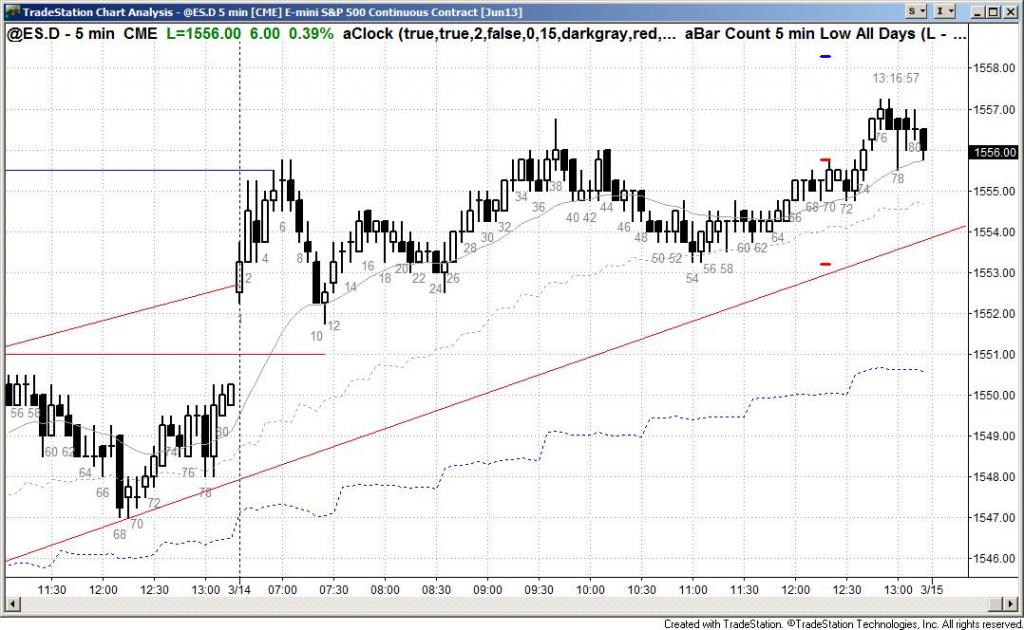 TradeStation Chart Analysis - @ES.D 5 min [CME] E-mini S&P 500 Continuous Contract [Jun13]
S I
@ES.D - 5 min CME L=1556.00 6.00 0.39% aClock (true,true,2,false,0,15,darkgray,red,... aBar Count 5 min Low All Days (L - ...
13:16:57
1558.00
1557.00
1556.00
1555.00
1554.00
1553.00
1552.00
1551.00
1550.00
1549.00
1548.00
1547.00
1546.00
56 58 60 62 64 66 68 70 72 74 76 78 80
2 4 6 8 10 12 14 16 18 20 22 24 26 28 30 32 34 36 38 40 42 44 46 48 50 52 54 56 58 60 62 64 66 68 70 72 74 76 78 80
11:30 12:00 12:30 13:00 3/14 07:00 07:30 08:00 08:30 09:00 09:30 10:00 10:30 11:00 11:30 12:00 12:30 13:00 3/15
Created with TradeStation. ©TradeStation Technologies, Inc. All rights reserved.